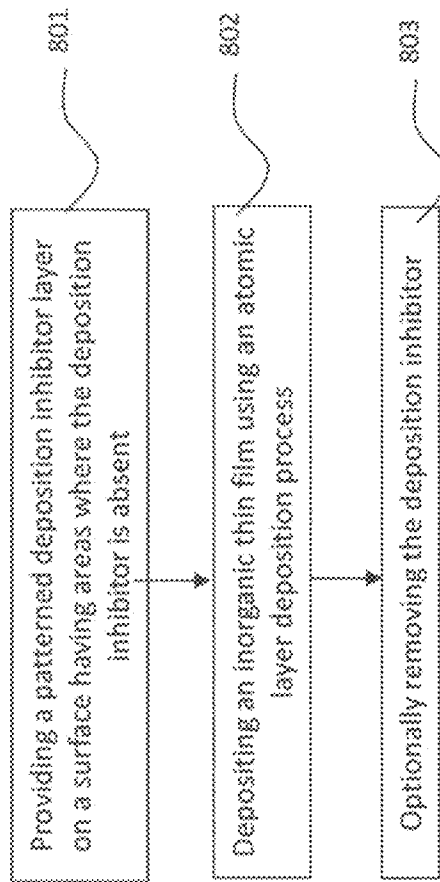 Providing a patterned deposition inhibitor layer
on a surface having areas where the deposition
inhibitor is absent
801
Depositing an inorganic thin film using an atomic
layer deposition process
802
Optionally removing the deposition inhibitor
803